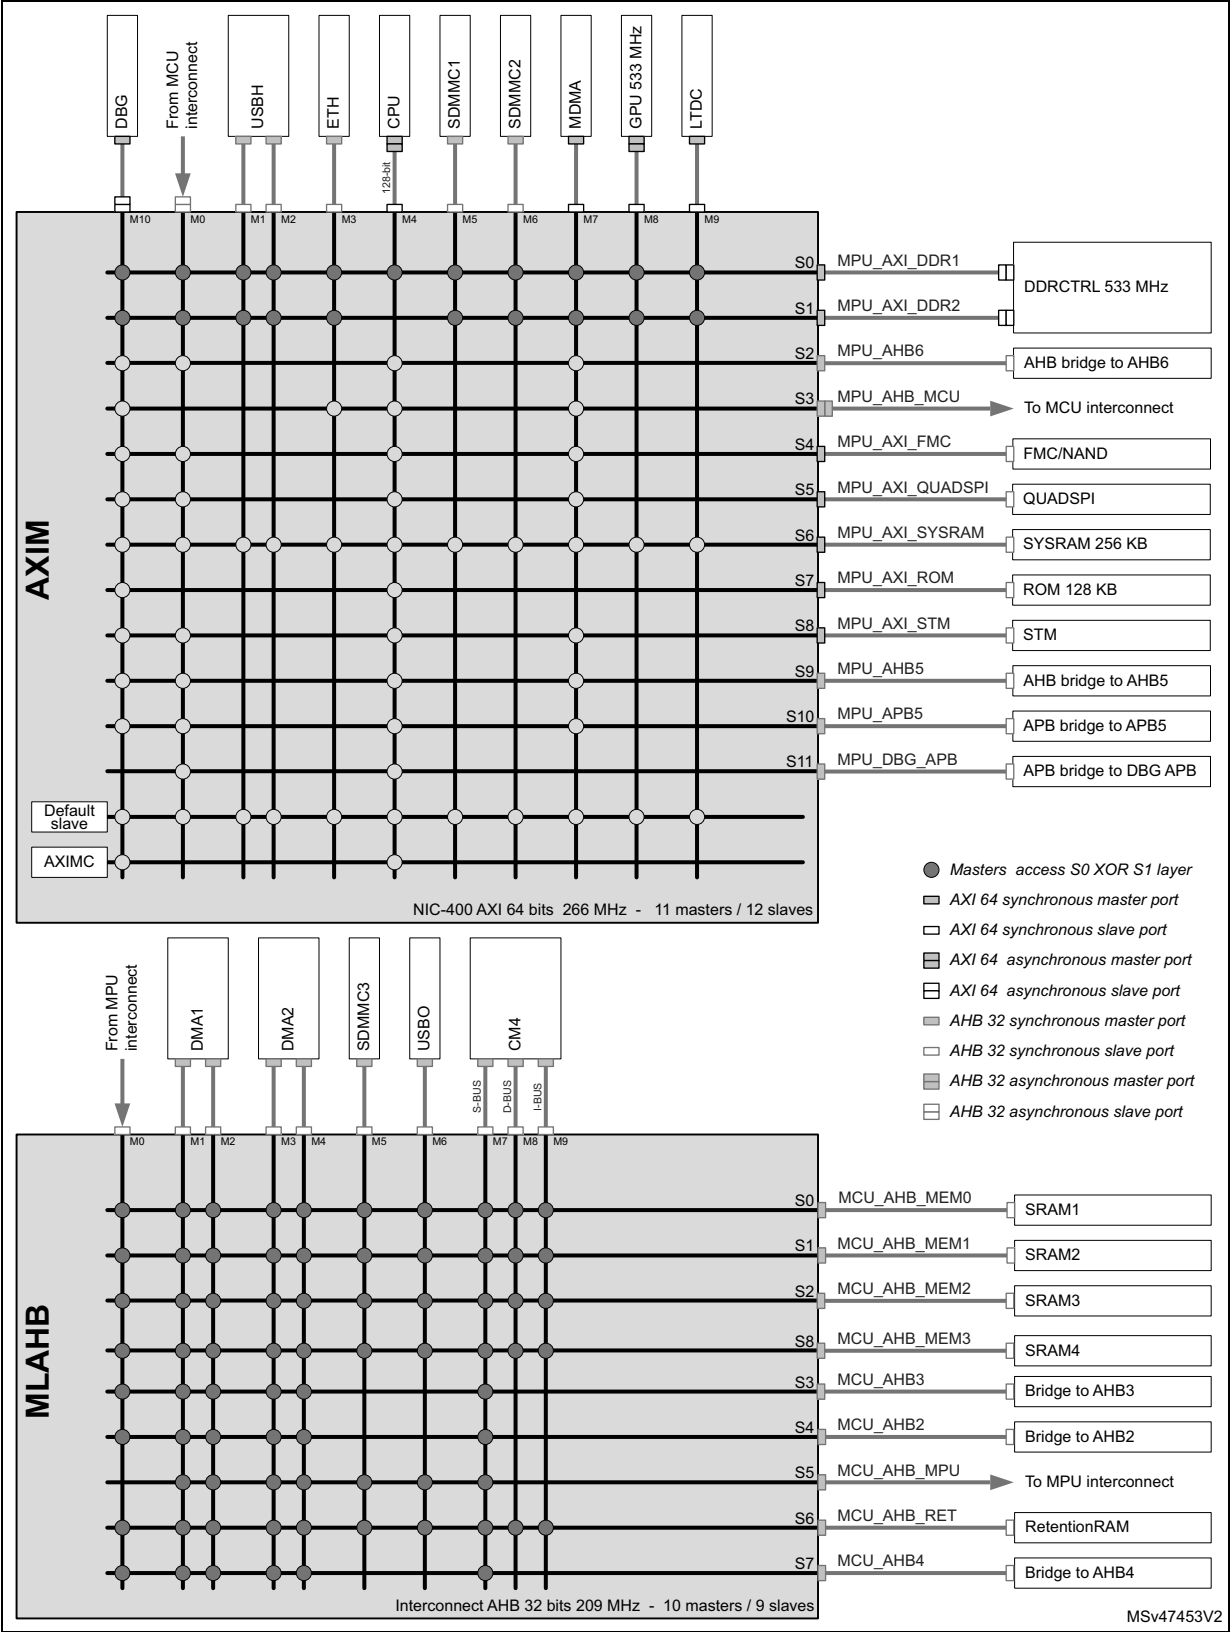 DBG
From MCU
interconnect
USBH
ETH
CPU
SDMMC1
SDMMC2
MDMA
GPU 533 MHz
LTDC
128-bit
M10
M0
M1
M2
M3
M4
M5
M6
M7
M8
M9
AXIM
S0
MPU_AXI_DDR1
DDRCTRL 533 MHz
S1
MPU_AXI_DDR2
S2
MPU_AHB6
AHB bridge to AHB6
S3
MPU_AHB_MCU
To MCU interconnect
S4
MPU_AXI_FMC
FMC/NAND
S5
MPU_AXI_QUADSPI
QUADSPI
S6
MPU_AXI_SYSRAM
SYSRAM 256 KB
S7
MPU_AXI_ROM
ROM 128 KB
S8
MPU_AXI_STM
STM
S9
MPU_AHB5
AHB bridge to AHB5
S10
MPU_APB5
APB bridge to APB5
S11
MPU_DBG_APB
APB bridge to DBG APB
Default
slave
AXIMC
NIC-400 AXI 64 bits 266 MHz - 11 masters / 12 slaves
Masters access S0 XOR S1 layer
AXI 64 synchronous master port
AXI 64 synchronous slave port
AXI 64 asynchronous master port
AXI 64 asynchronous slave port
AHB 32 synchronous master port
AHB 32 synchronous slave port
AHB 32 asynchronous master port
AHB 32 asynchronous slave port
From MPU
interconnect
DMA1
DMA2
SDMMC3
USBO
CM4
S-BUS
D-BUS
I-BUS
M0
M1
M2
M3
M4
M5
M6
M7
M8
M9
MLAHB
S0
MCU_AHB_MEM0
SRAM1
S1
MCU_AHB_MEM1
SRAM2
S2
MCU_AHB_MEM2
SRAM3
S8
MCU_AHB_MEM3
SRAM4
S3
MCU_AHB3
Bridge to AHB3
S4
MCU_AHB2
Bridge to AHB2
S5
MCU_AHB_MPU
To MPU interconnect
S6
MCU_AHB_RET
RetentionRAM
S7
MCU_AHB4
Bridge to AHB4
Interconnect AHB 32 bits 209 MHz - 10 masters / 9 slaves
MSv47453V2